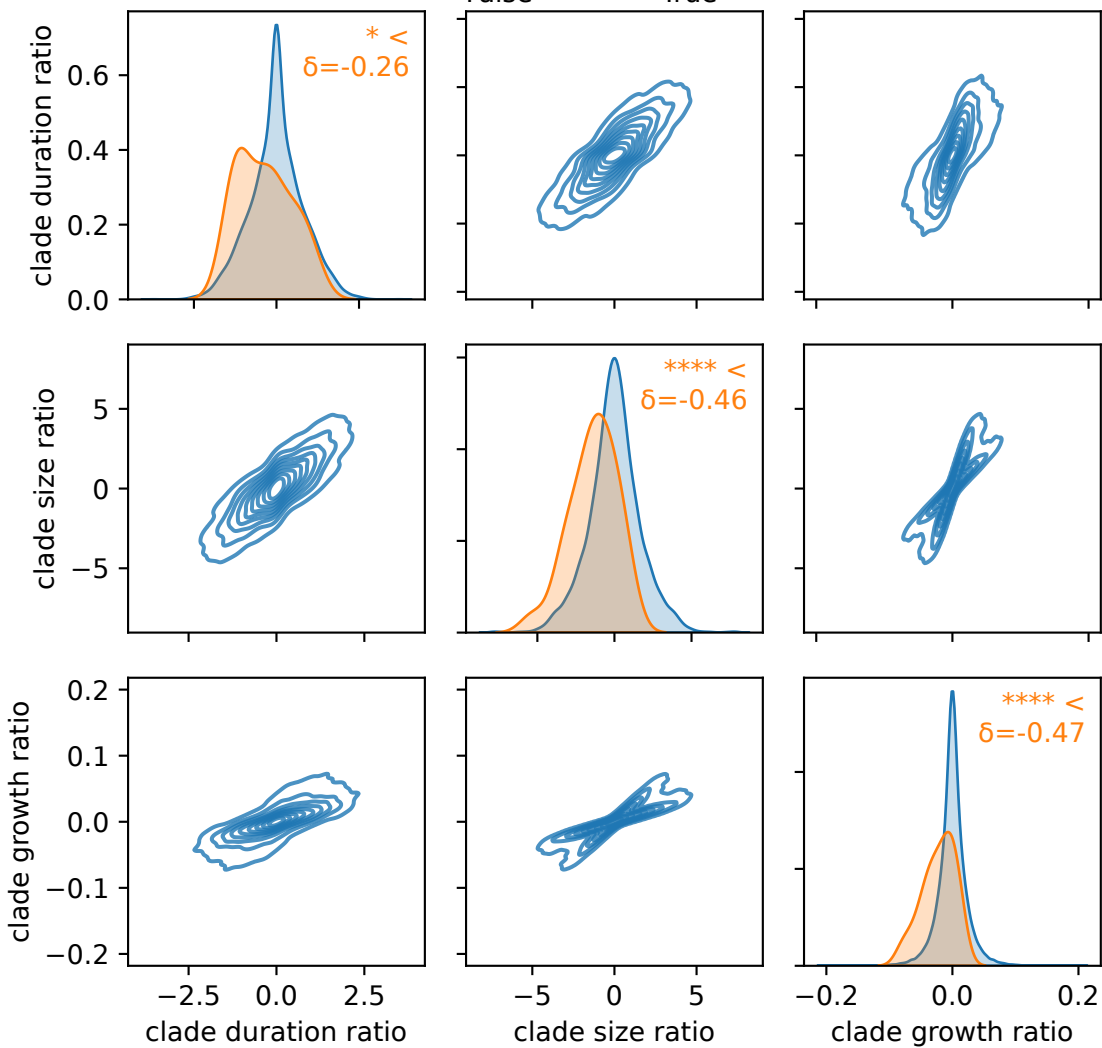 True
clade duration ratio
0.6
0.4
0.2
0.0
* <
δ=-0.26
clade size ratio
5
0
−5
**** <
δ=-0.46
clade growth ratio
0.2
0.1
0.0
−0.1
−0.2
**** <
δ=-0.47
−2.5 0.0 2.5
−5 0 5
−0.2 0.0 0.2
clade duration ratio
clade size ratio
clade growth ratio